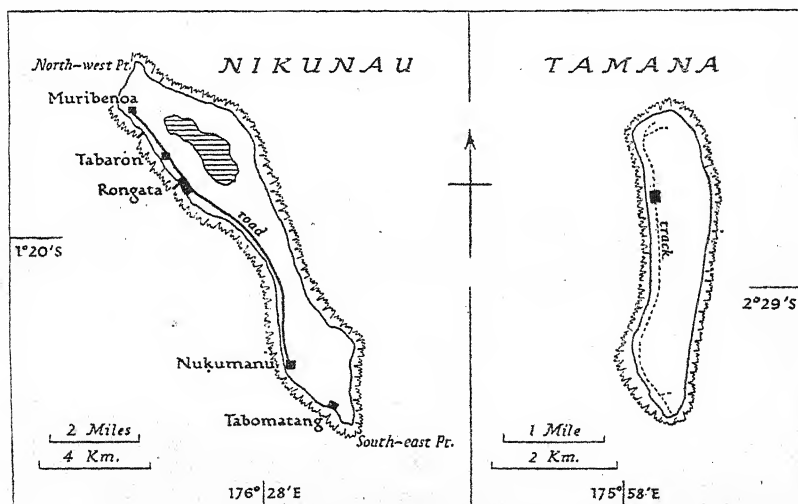 NIKUNAU
North-west Pt.
Muribenoa
Tabaron
Rongata
road
1°20'S
Nukumanu
Tabomatang
South-east Pt.
2 Miles
4 Km.
176°28'E
TAMANA
track
2°29'S
1 Mile
2 Km.
175°58'E